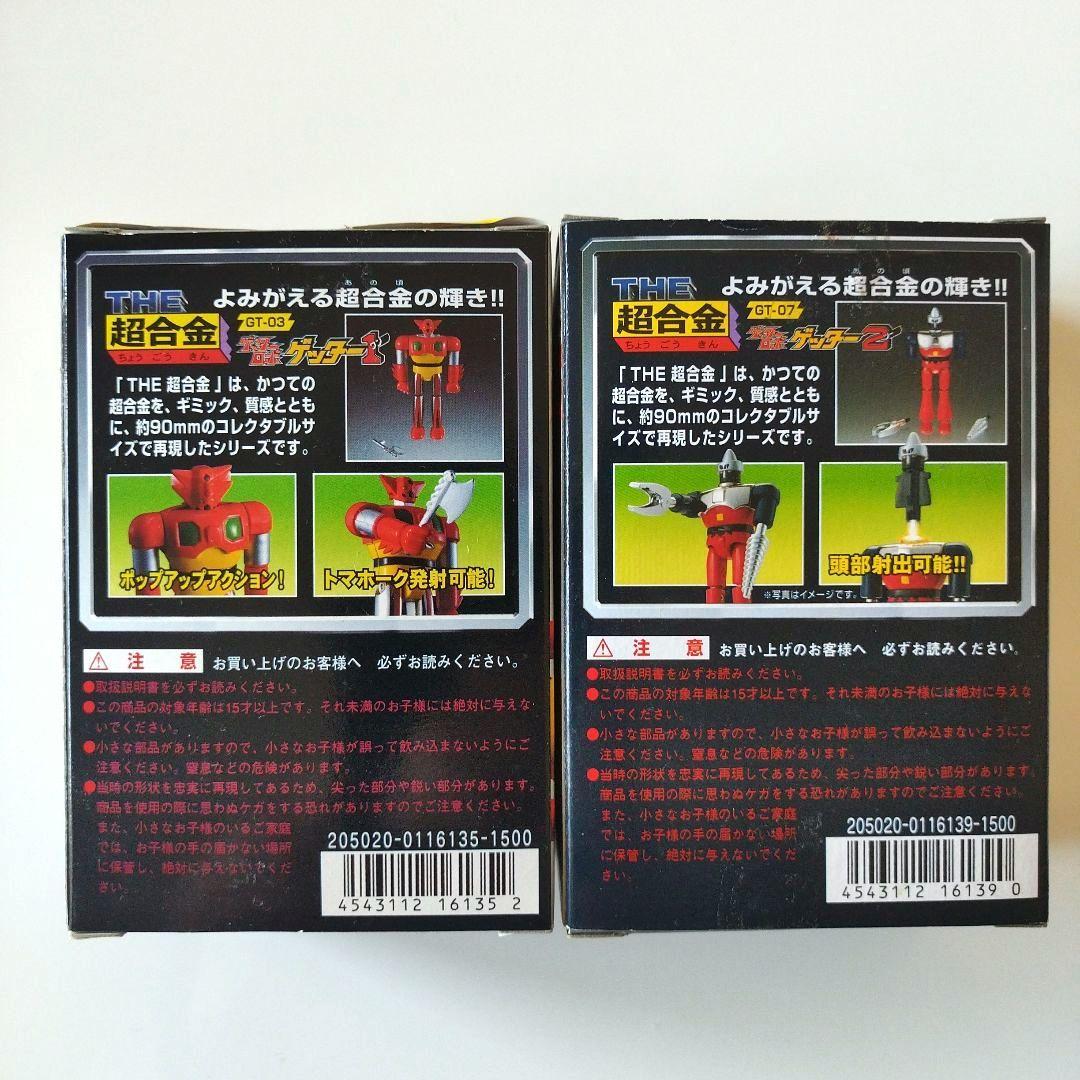 あの頃
よみがえる超合金の輝き!!
THE
超合金
ちょうごうきん
GT-03
ゲッターロボ ゲッター1
「THE 超合金」は、かつての
超合金を、ギミック、質感ととも
に、約90mmのコレクタブルサ
イズで再現したシリーズです。
ポップアップアクション!
トマホーク発射可能!
注意
お買い上げのお客様へ 必ずお読みください。
●取扱説明書を必ずお読みください。
●この商品の対象年齢は15才以上です。それ未満のお子様には絶対に与えな
いでください。
●小さな部品がありますので、小さなお子様が誤って飲み込まないようにご
注意ください。窒息などの危険があります。
●当時の形状を忠実に再現してあるため、尖った部分や鋭い部分があります。
商品を使用の際に思わぬケガをする恐れがありますのでご注意ください。
また、小さなお子様のいるご家庭
では、お子様の手の届かない場所
に保管し、絶対に与えないでくだ
さい。
205020-0116135-1500
4543112 16135 2
あの頃
よみがえる超合金の輝き!!
THE
超合金
ちょうごうきん
GT-07
ゲッターロボ ゲッター2
「THE 超合金」は、かつての
超合金を、ギミック、質感ととも
に、約90mmのコレクタブルサ
イズで再現したシリーズです。
頭部射出可能!!
※写真はイメージです。
注意
お買い上げのお客様へ 必ずお読みください。
●取扱説明書を必ずお読みください。
●この商品の対象年齢は15才以上です。それ未満のお子様には絶対に与えな
いでください。
●小さな部品がありますので、小さなお子様が誤って飲み込まないようにご
注意ください。窒息などの危険があります。
●当時の形状を忠実に再現してあるため、尖った部分や鋭い部分があります。
商品を使用の際に思わぬケガをする恐れがありますのでご注意ください。
また、小さなお子様のいるご家庭
では、お子様の手の届かない場所
に保管し、絶対に与えないでくだ
さい。
205020-0116139-1500
4543112 16139 0